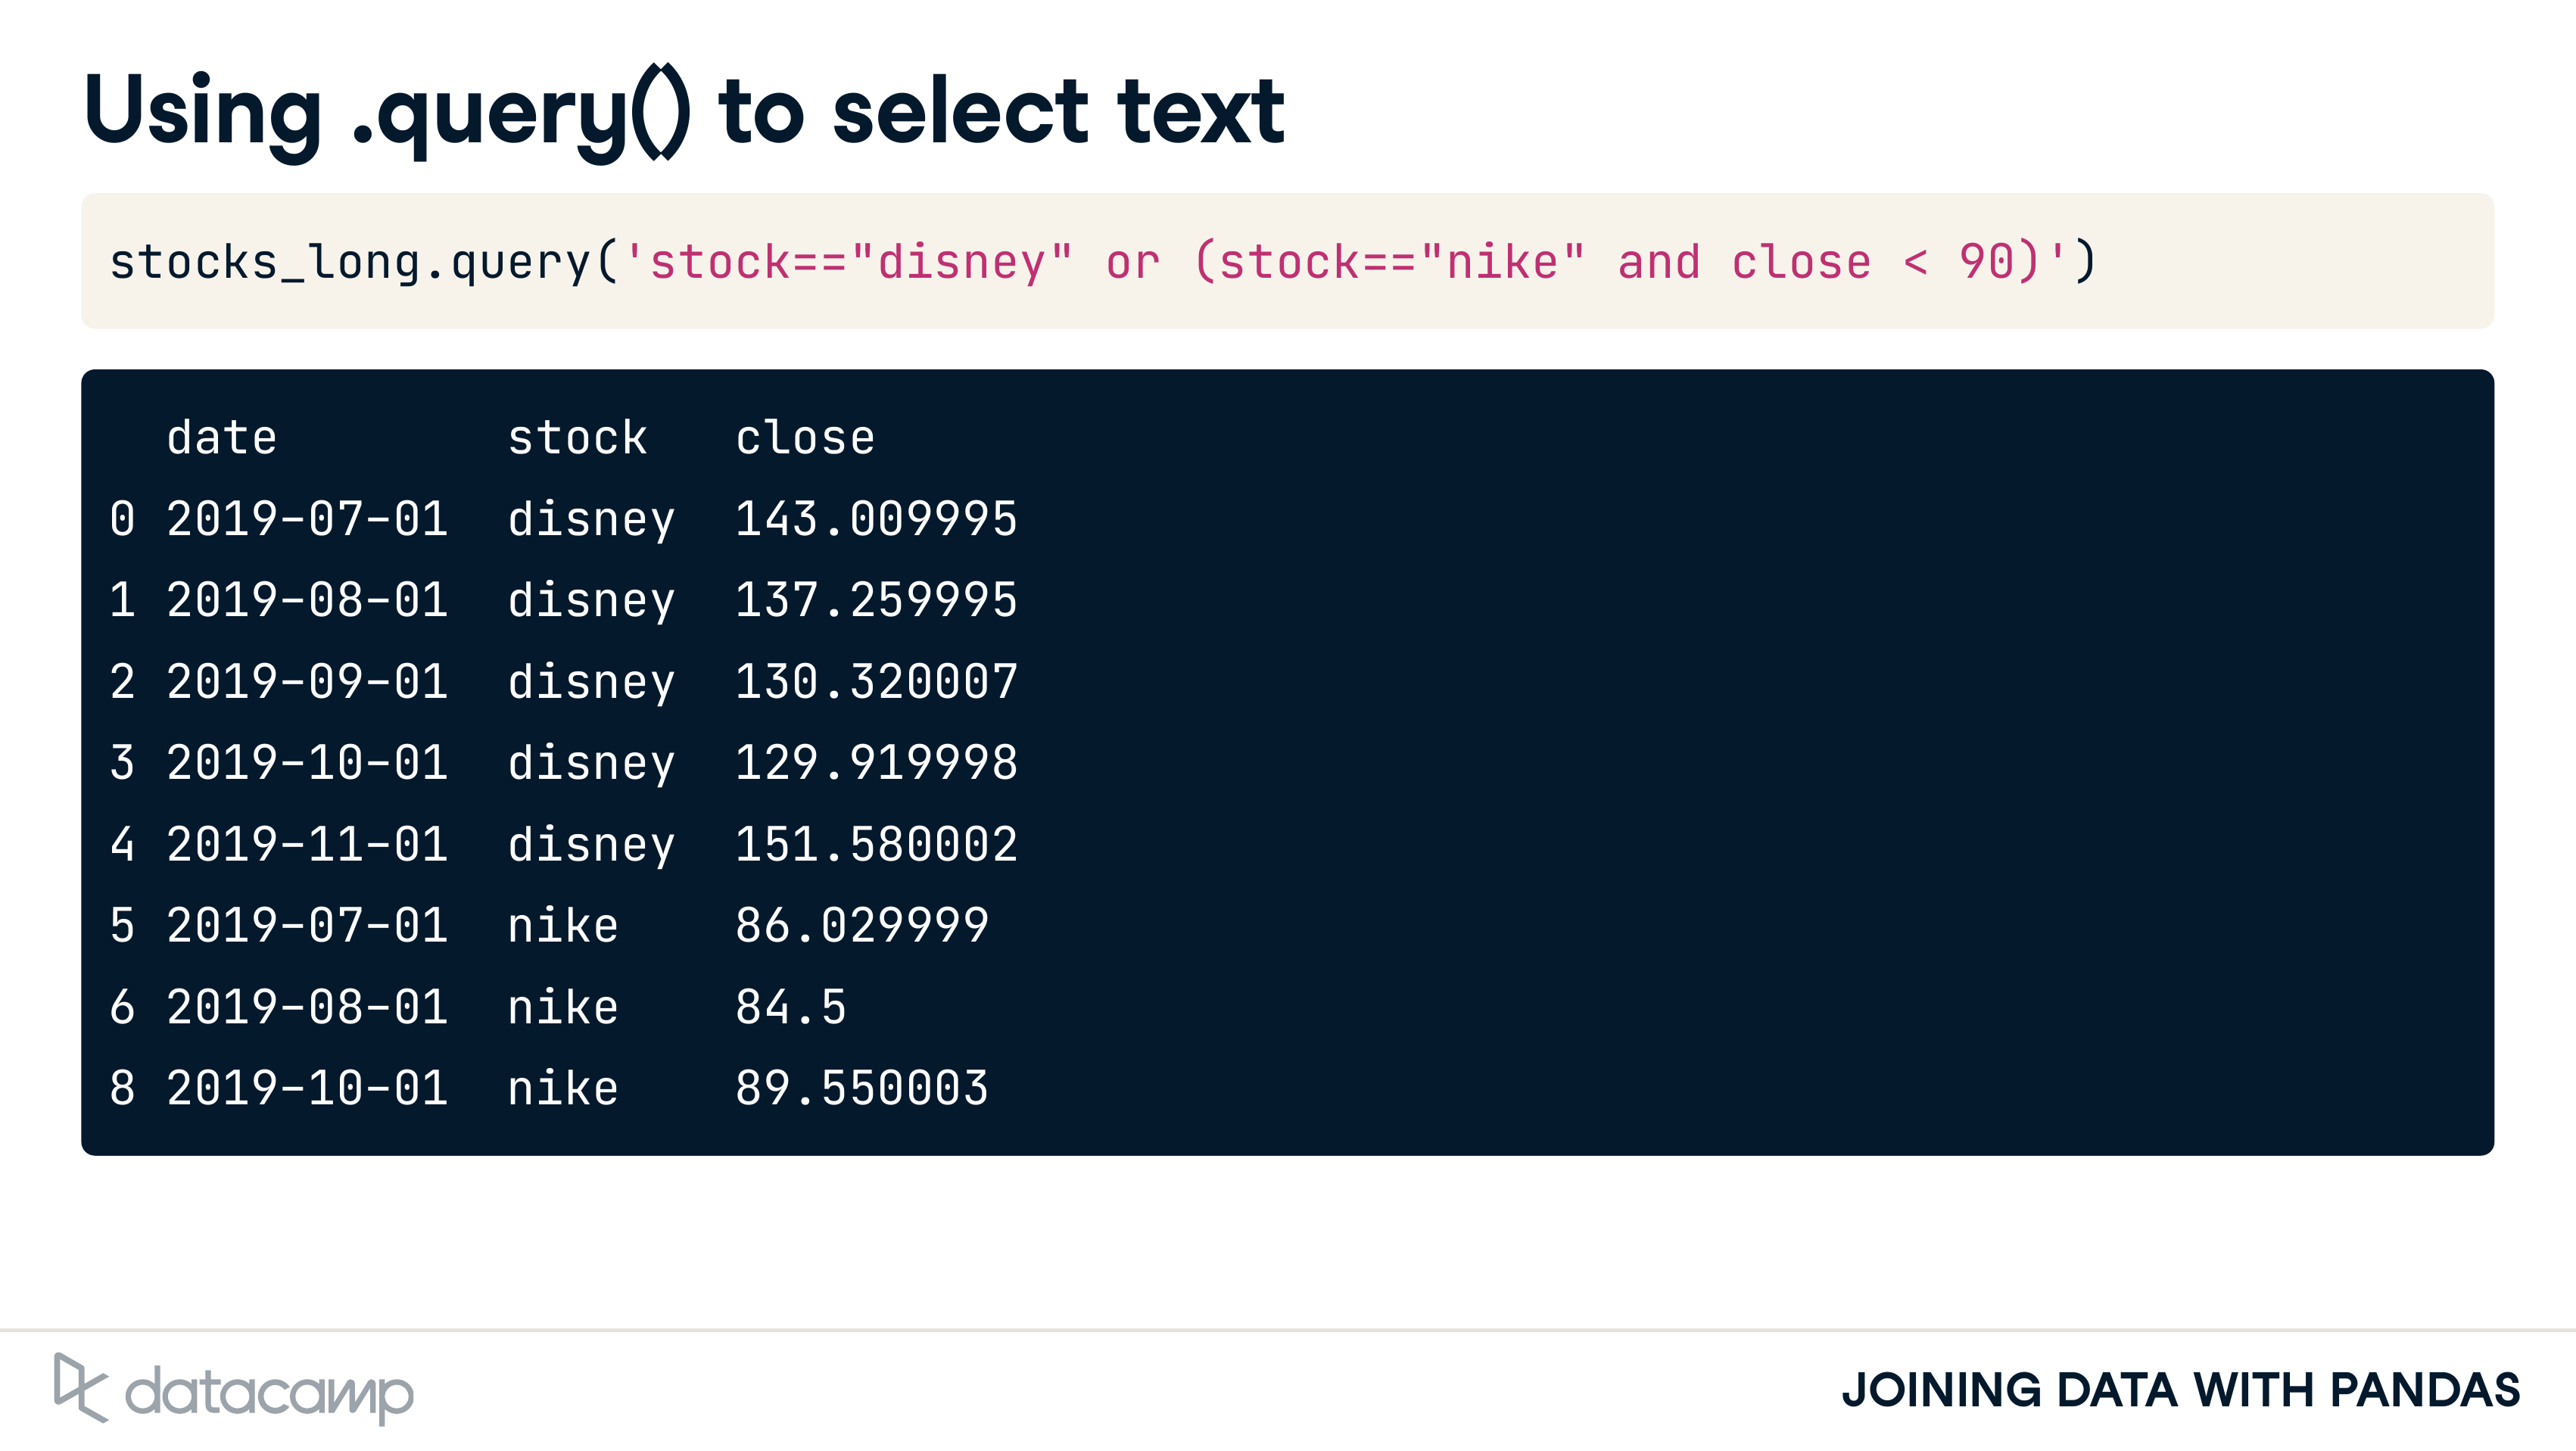 Using .query() to select text
stocks_long.query('stock=="disney" or (stock=="nike" and close < 90)')
date stock close
0 2019-07-01 disney 143.009995
1 2019-08-01 disney 137.259995
2 2019-09-01 disney 130.320007
3 2019-10-01 disney 129.919998
4 2019-11-01 disney 151.580002
5 2019-07-01 nike 86.029999
6 2019-08-01 nike 84.5
8 2019-10-01 nike 89.550003
datacamp
JOINING DATA WITH PANDAS